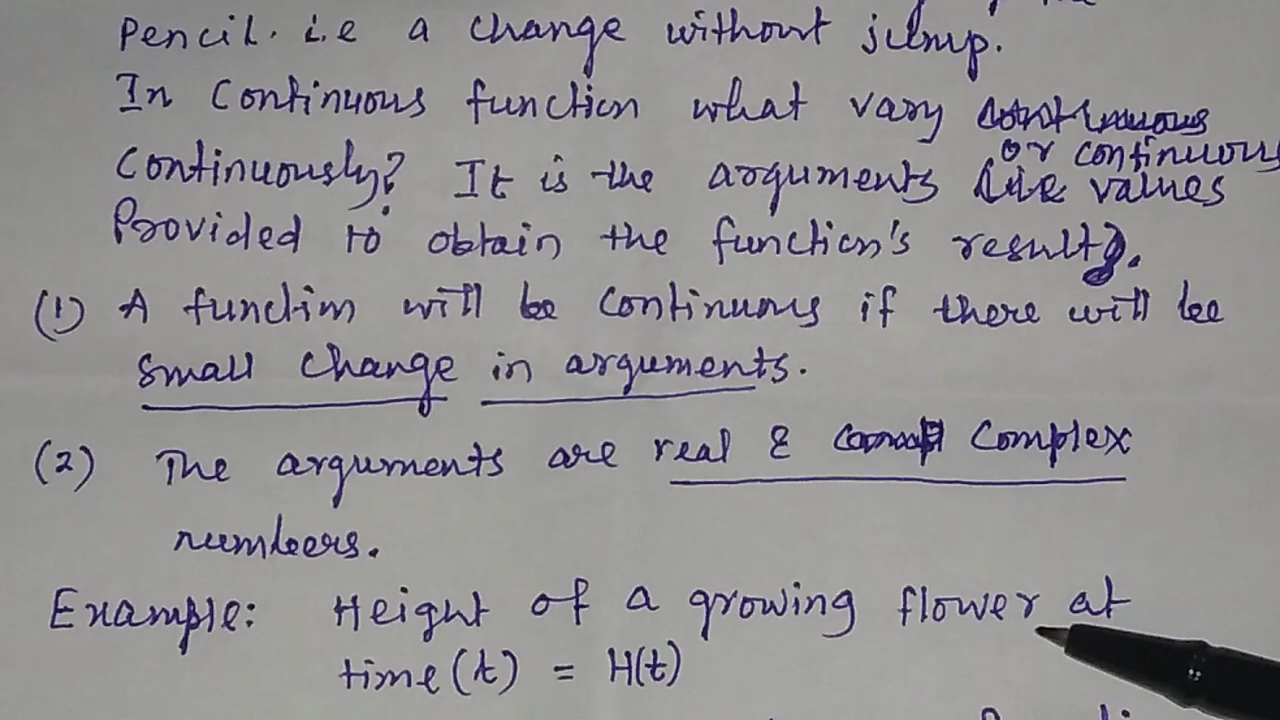 Pencil. i.e a change without jump.
In continuous function what vary continuous
continuously? It is the arguments or continuous
i.e values
Provided to obtain the function's result.
(1) A function will be continuous if there will be
small change in arguments.
(2) The arguments are real & complex
numbers.
Example: Height of a growing flower at
time (t) = H(t)